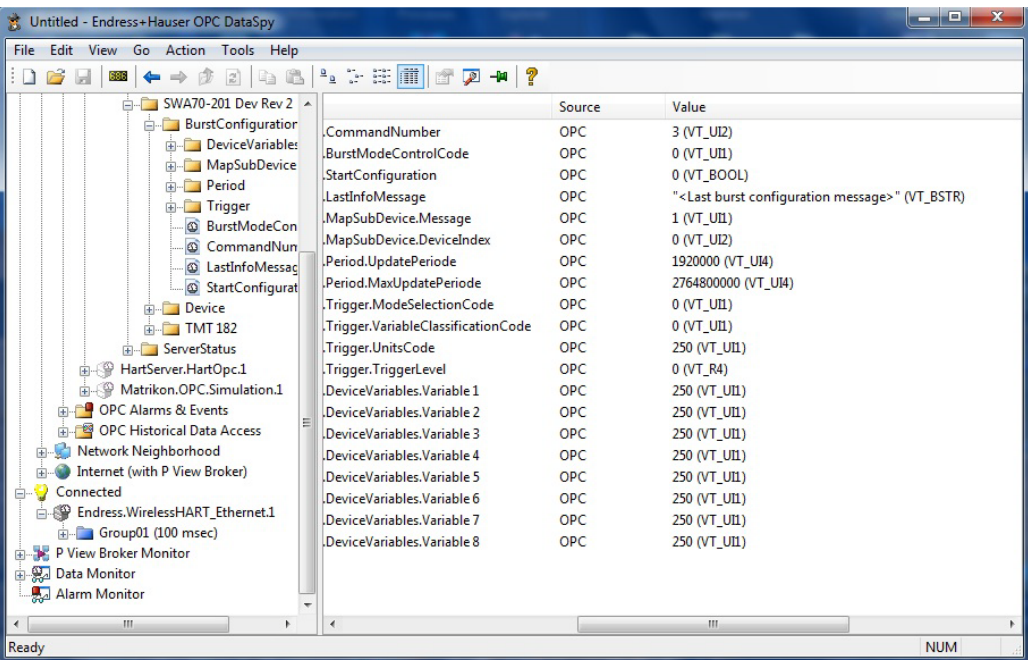 Untitled - Endress+Hauser OPC DataSpy
File Edit View Go Action Tools Help
SWA70-201 Dev Rev 2
BurstConfiguration
DeviceVariables
MapSubDevice
Period
Trigger
BurstModeCon
CommandNum
LastInfoMessag
StartConfigurat
Device
TMT 182
ServerStatus
HartServer.HartOpc.1
Matrikon.OPC.Simulation.1
OPC Alarms & Events
OPC Historical Data Access
Network Neighborhood
Internet (with P View Broker)
Connected
Endress.WirelessHART_Ethernet.1
Group01 (100 msec)
P View Broker Monitor
Data Monitor
Alarm Monitor
Source Value
.CommandNumber OPC 3 (VT_UI2)
.BurstModeControlCode OPC 0 (VT_UI1)
.StartConfiguration OPC 0 (VT_BOOL)
.LastInfoMessage OPC "<Last burst configuration message>" (VT_BSTR)
.MapSubDevice.Message OPC 1 (VT_UI1)
.MapSubDevice.DeviceIndex OPC 0 (VT_UI2)
.Period.UpdatePeriode OPC 1920000 (VT_UI4)
.Period.MaxUpdatePeriode OPC 2764800000 (VT_UI4)
.Trigger.ModeSelectionCode OPC 0 (VT_UI1)
.Trigger.VariableClassificationCode OPC 0 (VT_UI1)
.Trigger.UnitsCode OPC 250 (VT_UI1)
.Trigger.TriggerLevel OPC 0 (VT_R4)
.DeviceVariables.Variable 1 OPC 250 (VT_UI1)
.DeviceVariables.Variable 2 OPC 250 (VT_UI1)
.DeviceVariables.Variable 3 OPC 250 (VT_UI1)
.DeviceVariables.Variable 4 OPC 250 (VT_UI1)
.DeviceVariables.Variable 5 OPC 250 (VT_UI1)
.DeviceVariables.Variable 6 OPC 250 (VT_UI1)
.DeviceVariables.Variable 7 OPC 250 (VT_UI1)
.DeviceVariables.Variable 8 OPC 250 (VT_UI1)
Ready NUM